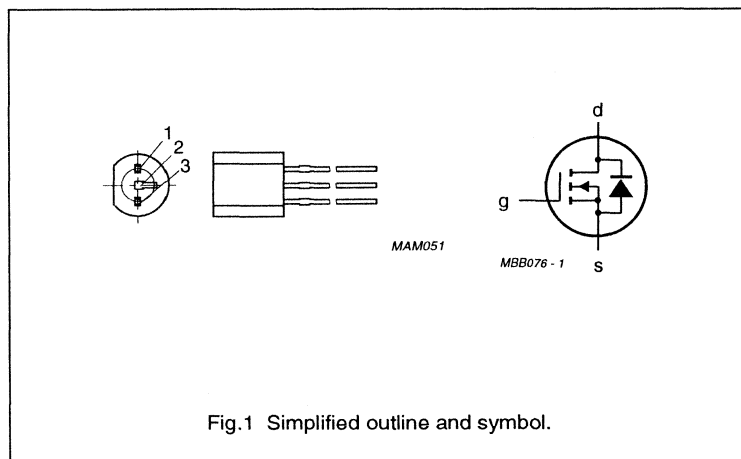 1
2
3
MAM051
d
g
MBB076 - 1
s
Fig.1 Simplified outline and symbol.